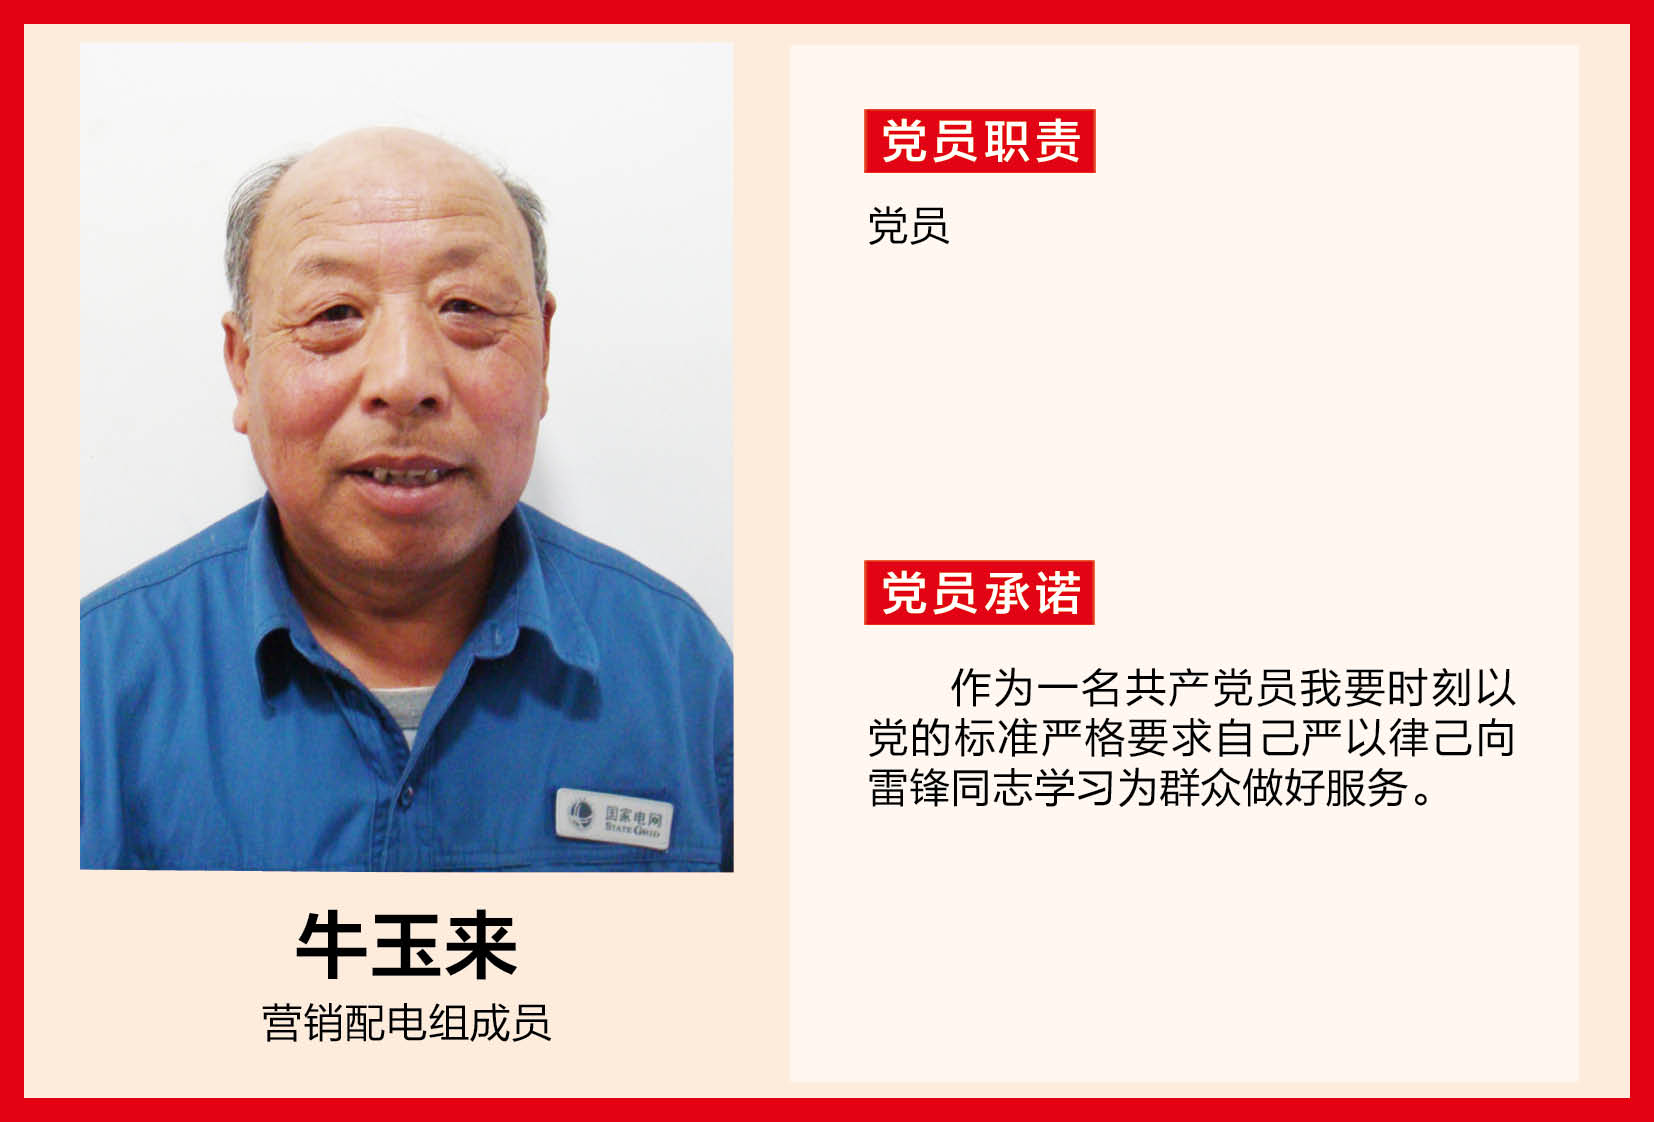 党员职责
党员
党员承诺
作为一名共产党员我要时刻以
党的标准严格要求自己严以律己向
雷锋同志学习为群众做好服务。
国家电网
STATE GRID
牛玉来
营销配电组成员